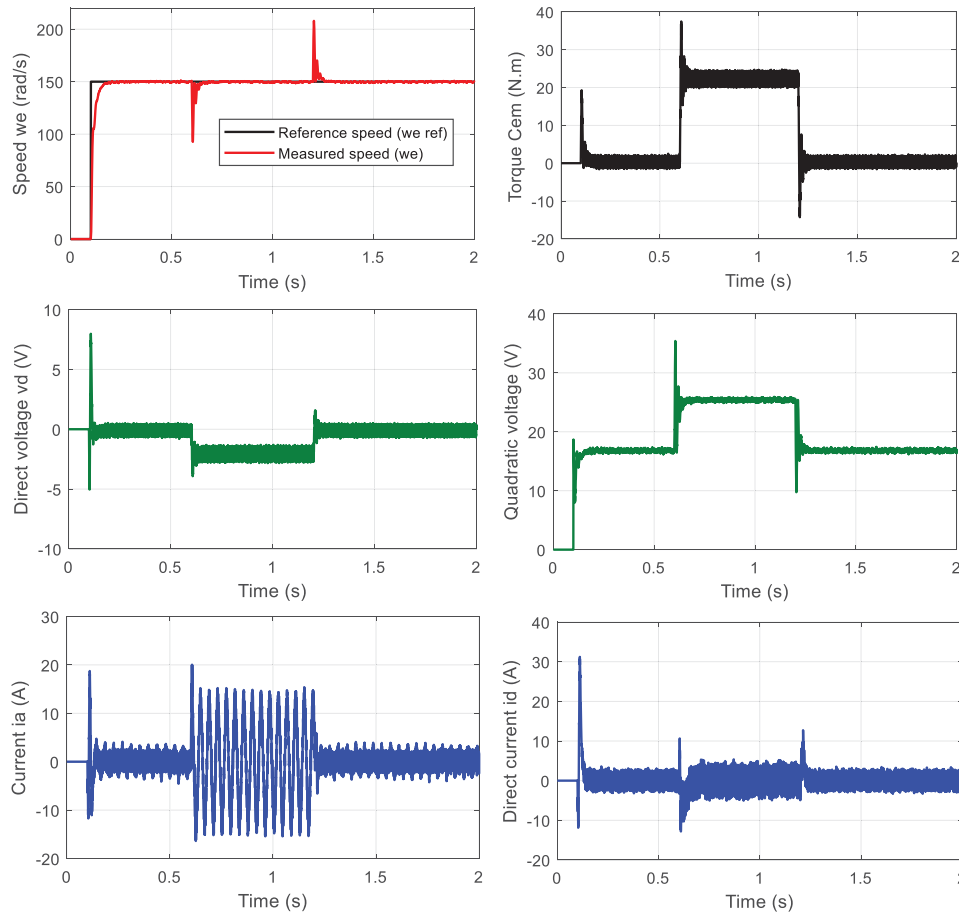 Speed we (rad/s)
200
150
100
50
0
Reference speed (we ref)
Measured speed (we)
0 0.5 1 1.5 2
Time (s)
Torque Cem (N.m)
40
30
20
10
0
-10
-20
0 0.5 1 1.5 2
Time (s)
Direct voltage vd (V)
10
5
0
-5
-10
0 0.5 1 1.5 2
Time (s)
Quadratic voltage (V)
40
30
20
10
0
0 0.5 1 1.5 2
Time (s)
Current ia (A)
30
20
10
0
-10
-20
0 0.5 1 1.5 2
Time (s)
Direct current id (A)
40
30
20
10
0
-10
-20
0 0.5 1 1.5 2
Time (s)